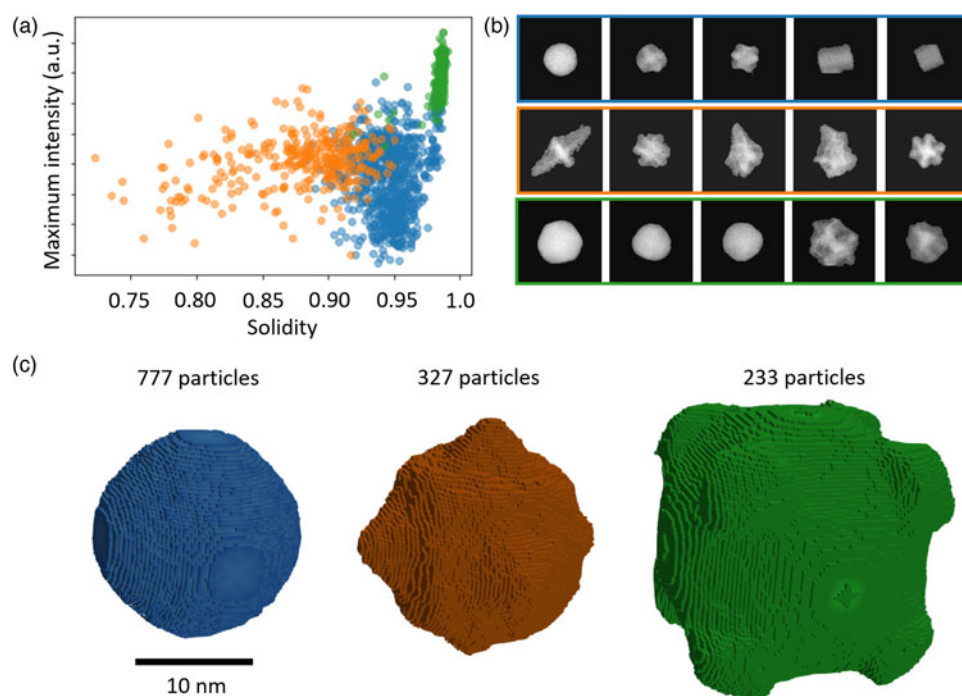 (a)
Maximum intensity (a.u.)
0.75 0.80 0.85 0.90 0.95 1.0
Solidity
(b)
(c)
777 particles 327 particles 233 particles
10 nm